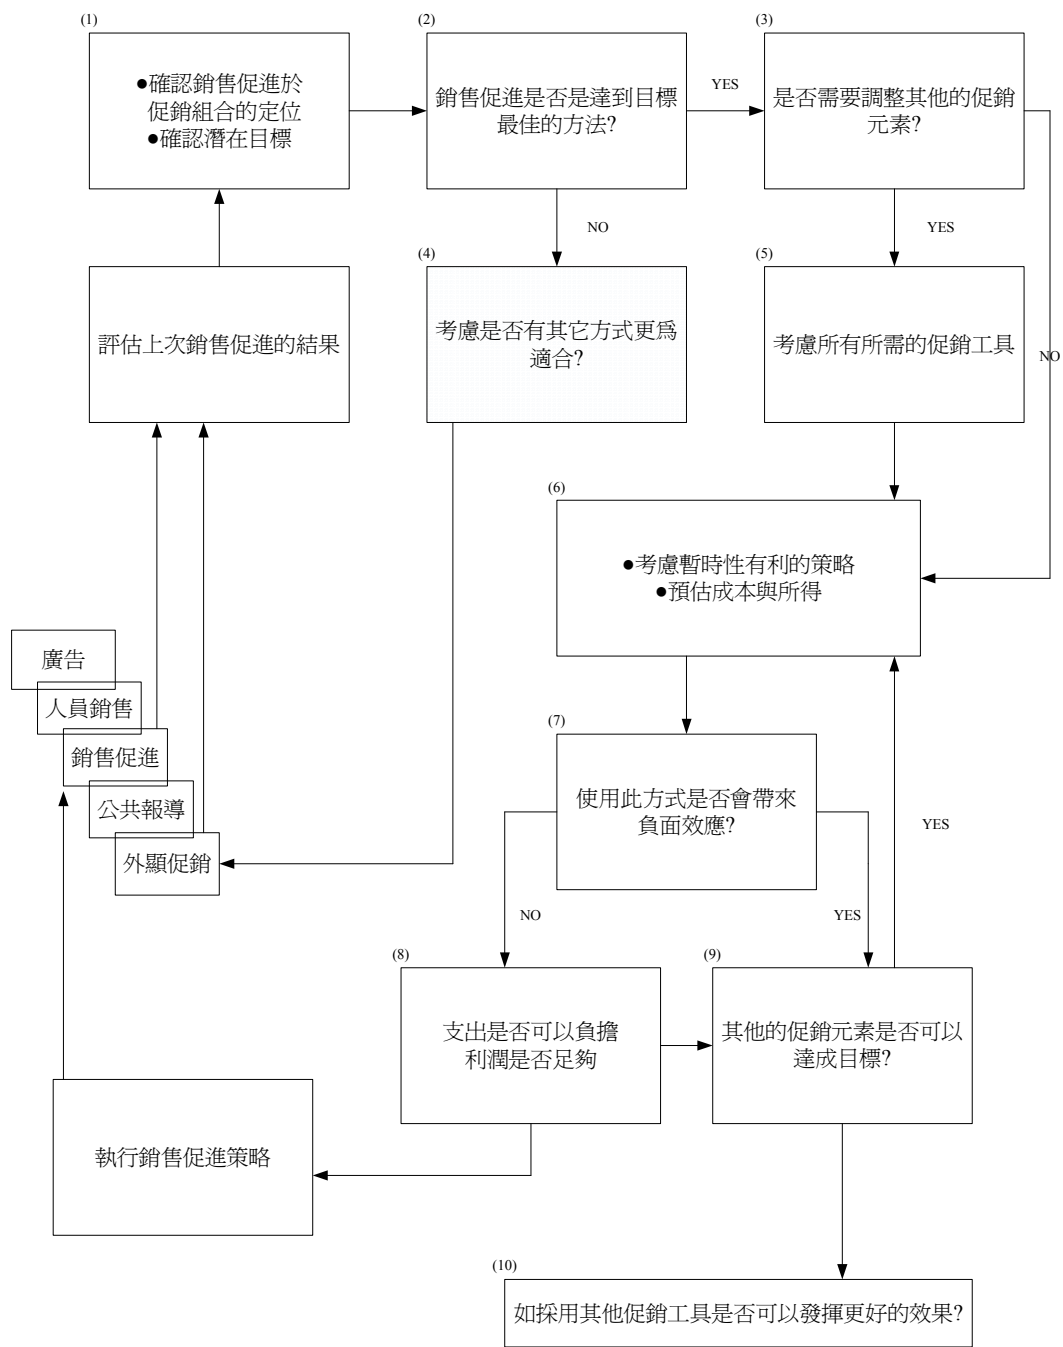 (1)
●確認銷售促進於
促銷組合的定位
●確認潛在目標
(2)
銷售促進是否是達到目標
最佳的方法?
YES
(3)
是否需要調整其他的促銷
元素?
NO
YES
NO
評估上次銷售促進的結果
(4)
考慮是否有其它方式更爲
適合?
(5)
考慮所有所需的促銷工具
(6)
●考慮暫時性有利的策略
●預估成本與所得
廣告
人員銷售
銷售促進
公共報導
外顯促銷
(7)
使用此方式是否會帶來
負面效應?
YES
NO
YES
(8)
支出是否可以負擔
利潤是否足夠
(9)
其他的促銷元素是否可以
達成目標?
執行銷售促進策略
(10)
如採用其他促銷工具是否可以發揮更好的效果?